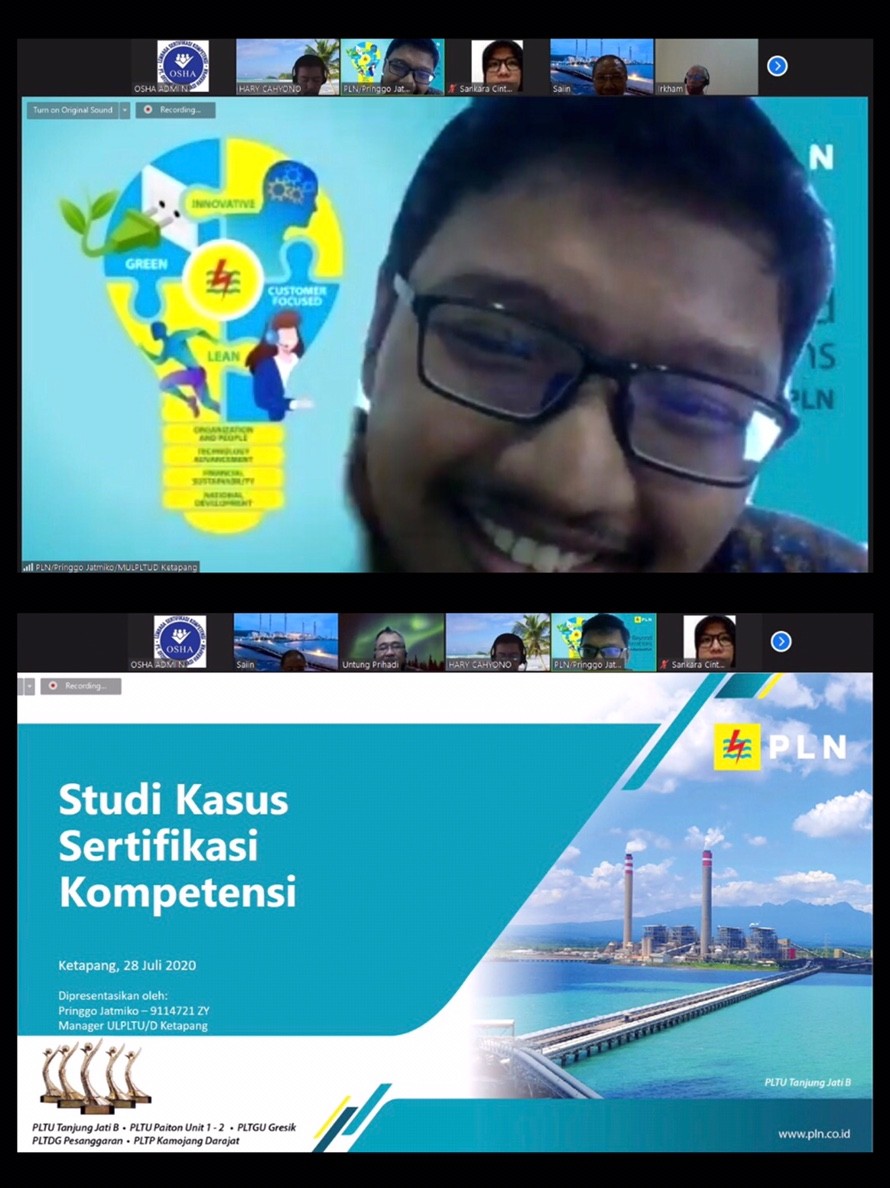 OSHA ADMIN
HARY CAHYONO
PLN/Pringgo Jat...
Sarikara Cint...
Saiin
Irkham
Turn on Original Sound
Recording...
INNOVATIVE
GREEN
CUSTOMER
FOCUSED
LEAN
ORGANIZATION
AND PEOPLE
TECHNOLOGY
ADVANCEMENT
FINANCIAL
SUSTAINABILITY
NATIONAL
DEVELOPMENT
N
PLN
PLN/Pringgo Jatmiko/MULPLTUD Ketapang
OSHA ADMIN
Saiin
Untung Prihadi
HARY CAHYONO
PLN/Pringgo Jat...
Sarikara Cint...
Recording...
PLN
Studi Kasus
Sertifikasi
Kompetensi
Ketapang, 28 Juli 2020
Dipresentasikan oleh:
Pringgo Jatmiko – 9114721 ZY
Manager ULPLTU/D Ketapang
PLTU Tanjung Jati B
PLTU Tanjung Jati B • PLTU Paiton Unit 1 - 2 • PLTGU Gresik
PLTDG Pesanggaran • PLTP Kamojang Darajat
www.pln.co.id